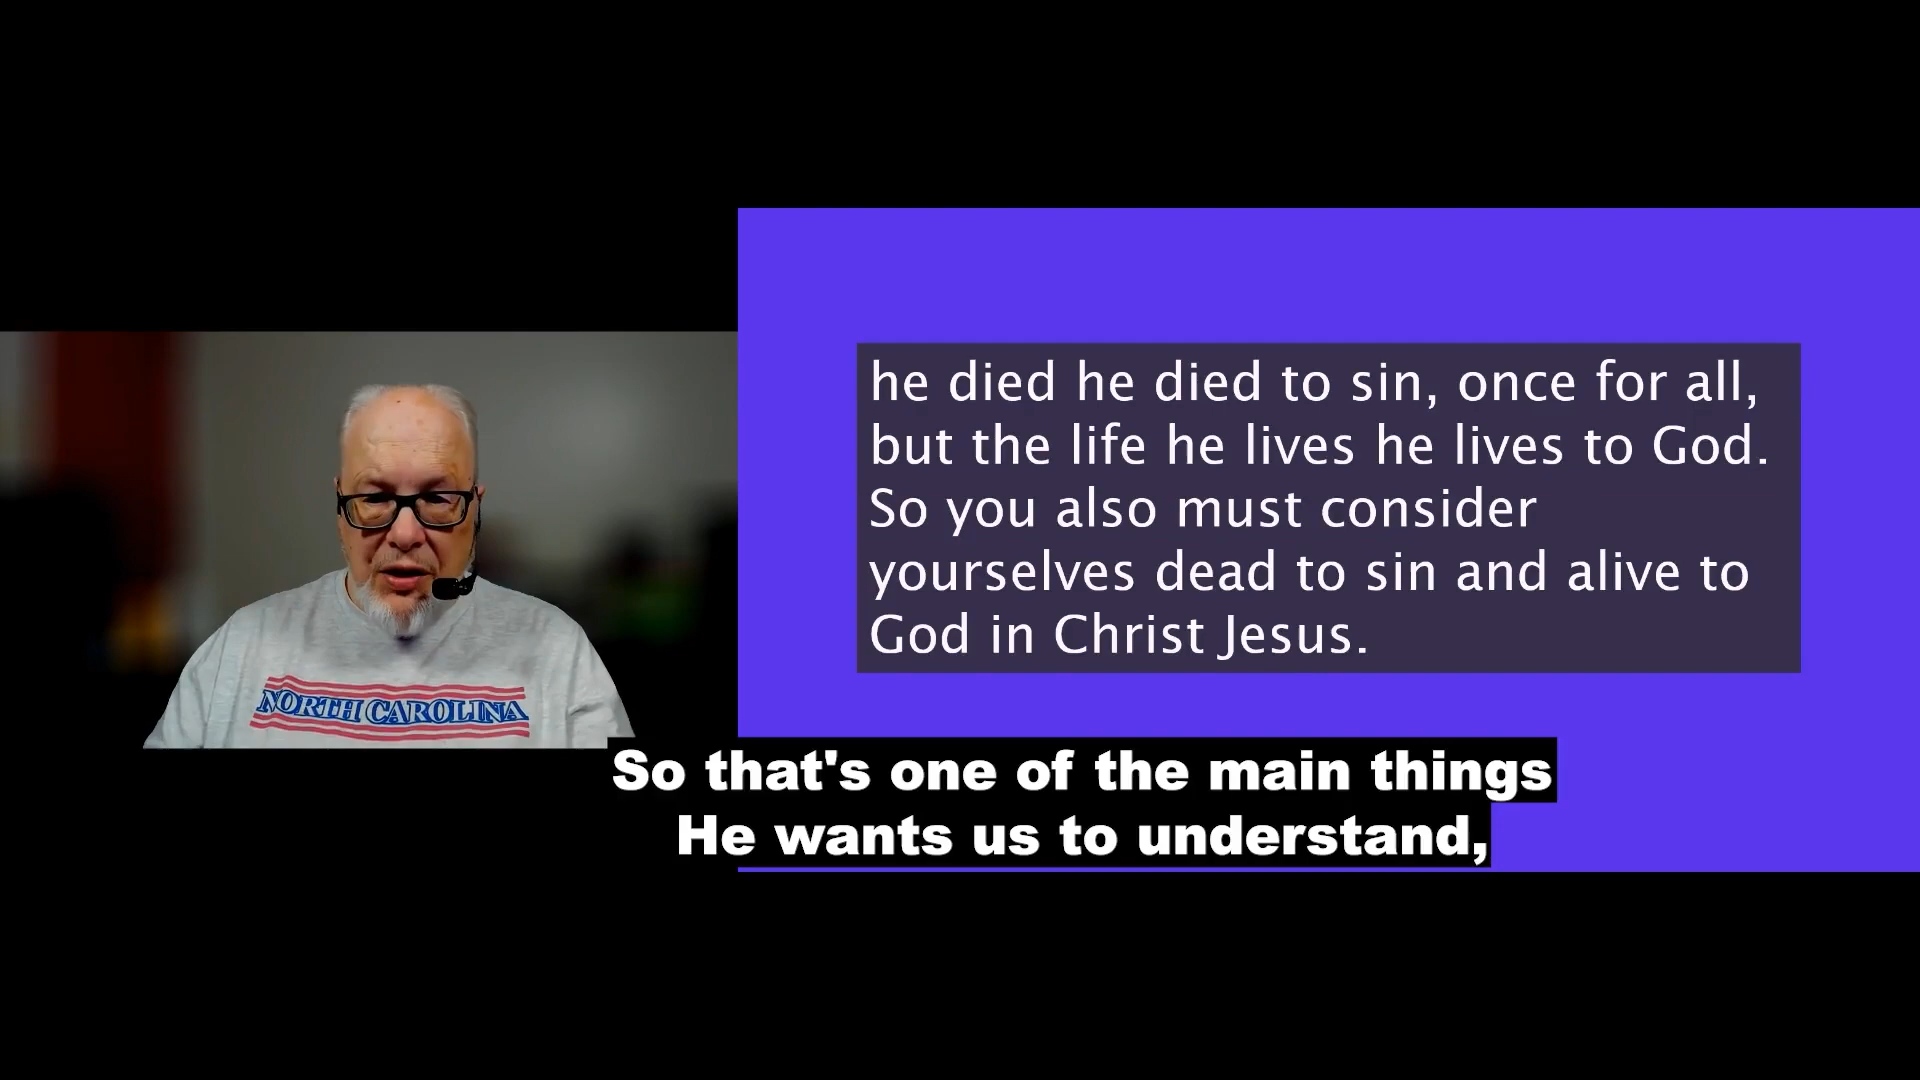 he died he died to sin, once for all,
but the life he lives he lives to God.
So you also must consider
yourselves dead to sin and alive to
God in Christ Jesus.
NORTH CAROLINA
So that's one of the main things
He wants us to understand,